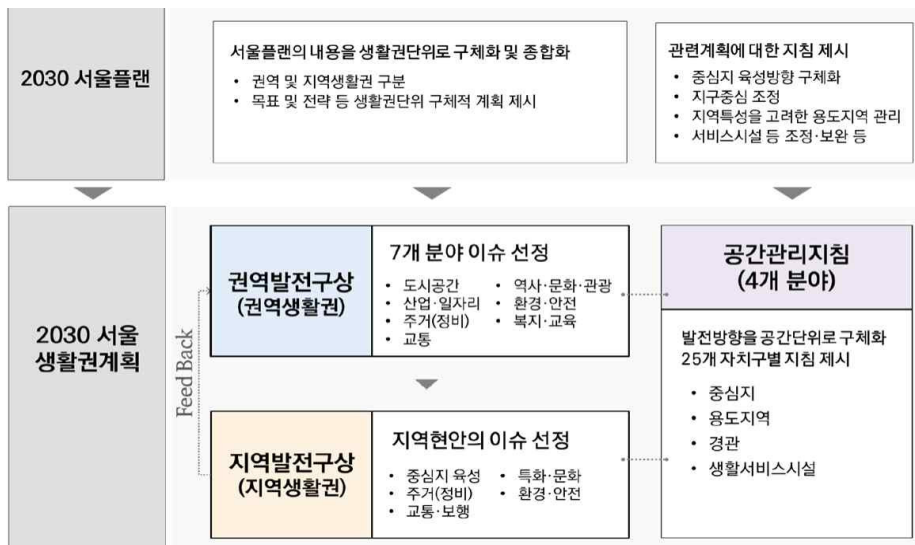 2030 서울플랜
서울플랜의 내용을 생활권단위로 구체화 및 종합화
• 권역 및 지역생활권 구분
• 목표 및 전략 등 생활권단위 구체적 계획 제시
관련계획에 대한 지침 제시
• 중심지 육성방향 구체화
• 지구중심 조정
• 지역특성을 고려한 용도지역 관리
• 서비스시설 등 조정·보완 등
2030 서울
생활권계획
Feed Back
권역발전구상
(권역생활권)
7개 분야 이슈 선정
• 도시공간
• 산업·일자리
• 주거(정비)
• 교통
• 역사·문화·관광
• 환경·안전
• 복지·교육
지역발전구상
(지역생활권)
지역현안의 이슈 선정
• 중심지 육성
• 주거(정비)
• 교통·보행
• 특화·문화
• 환경·안전
공간관리지침
(4개 분야)
발전방향을 공간단위로 구체화
25개 자치구별 지침 제시
• 중심지
• 용도지역
• 경관
• 생활서비스시설